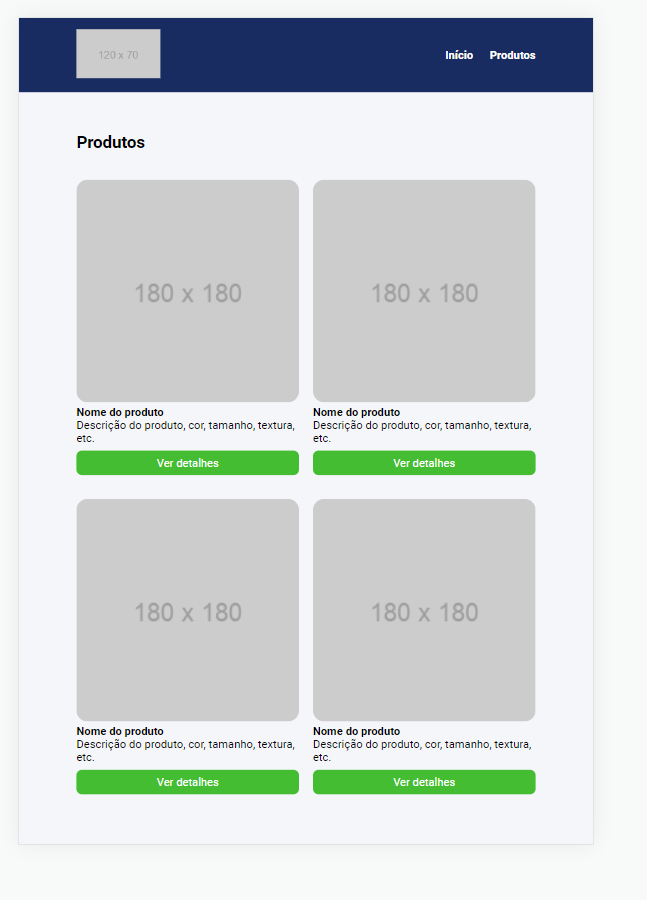 120 x 70
Início
Produtos
Produtos
180 x 180
180 x 180
Nome do produto
Descrição do produto, cor, tamanho, textura,
etc.
Ver detalhes
Nome do produto
Descrição do produto, cor, tamanho, textura,
etc.
Ver detalhes
180 x 180
180 x 180
Nome do produto
Descrição do produto, cor, tamanho, textura,
etc.
Ver detalhes
Nome do produto
Descrição do produto, cor, tamanho, textura,
etc.
Ver detalhes